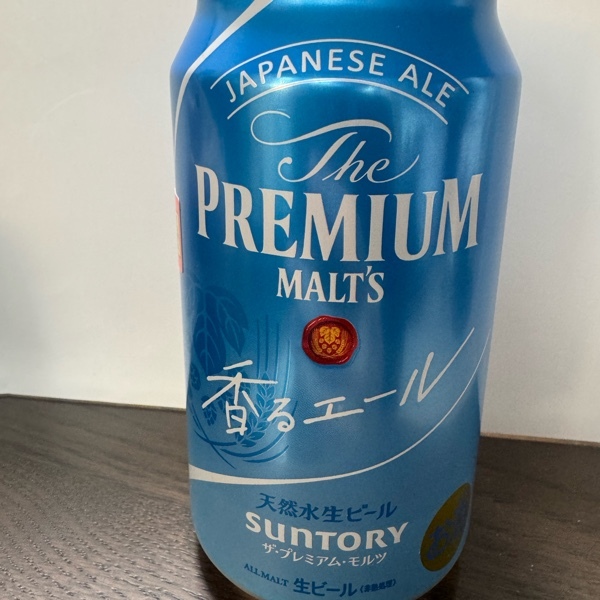 JAPANESE ALE
The
PREMIUM
MALT'S
香るエール
天然水生ビール
SUNTORY
ザ・プレミアム・モルツ
ALL MALT 生ビール